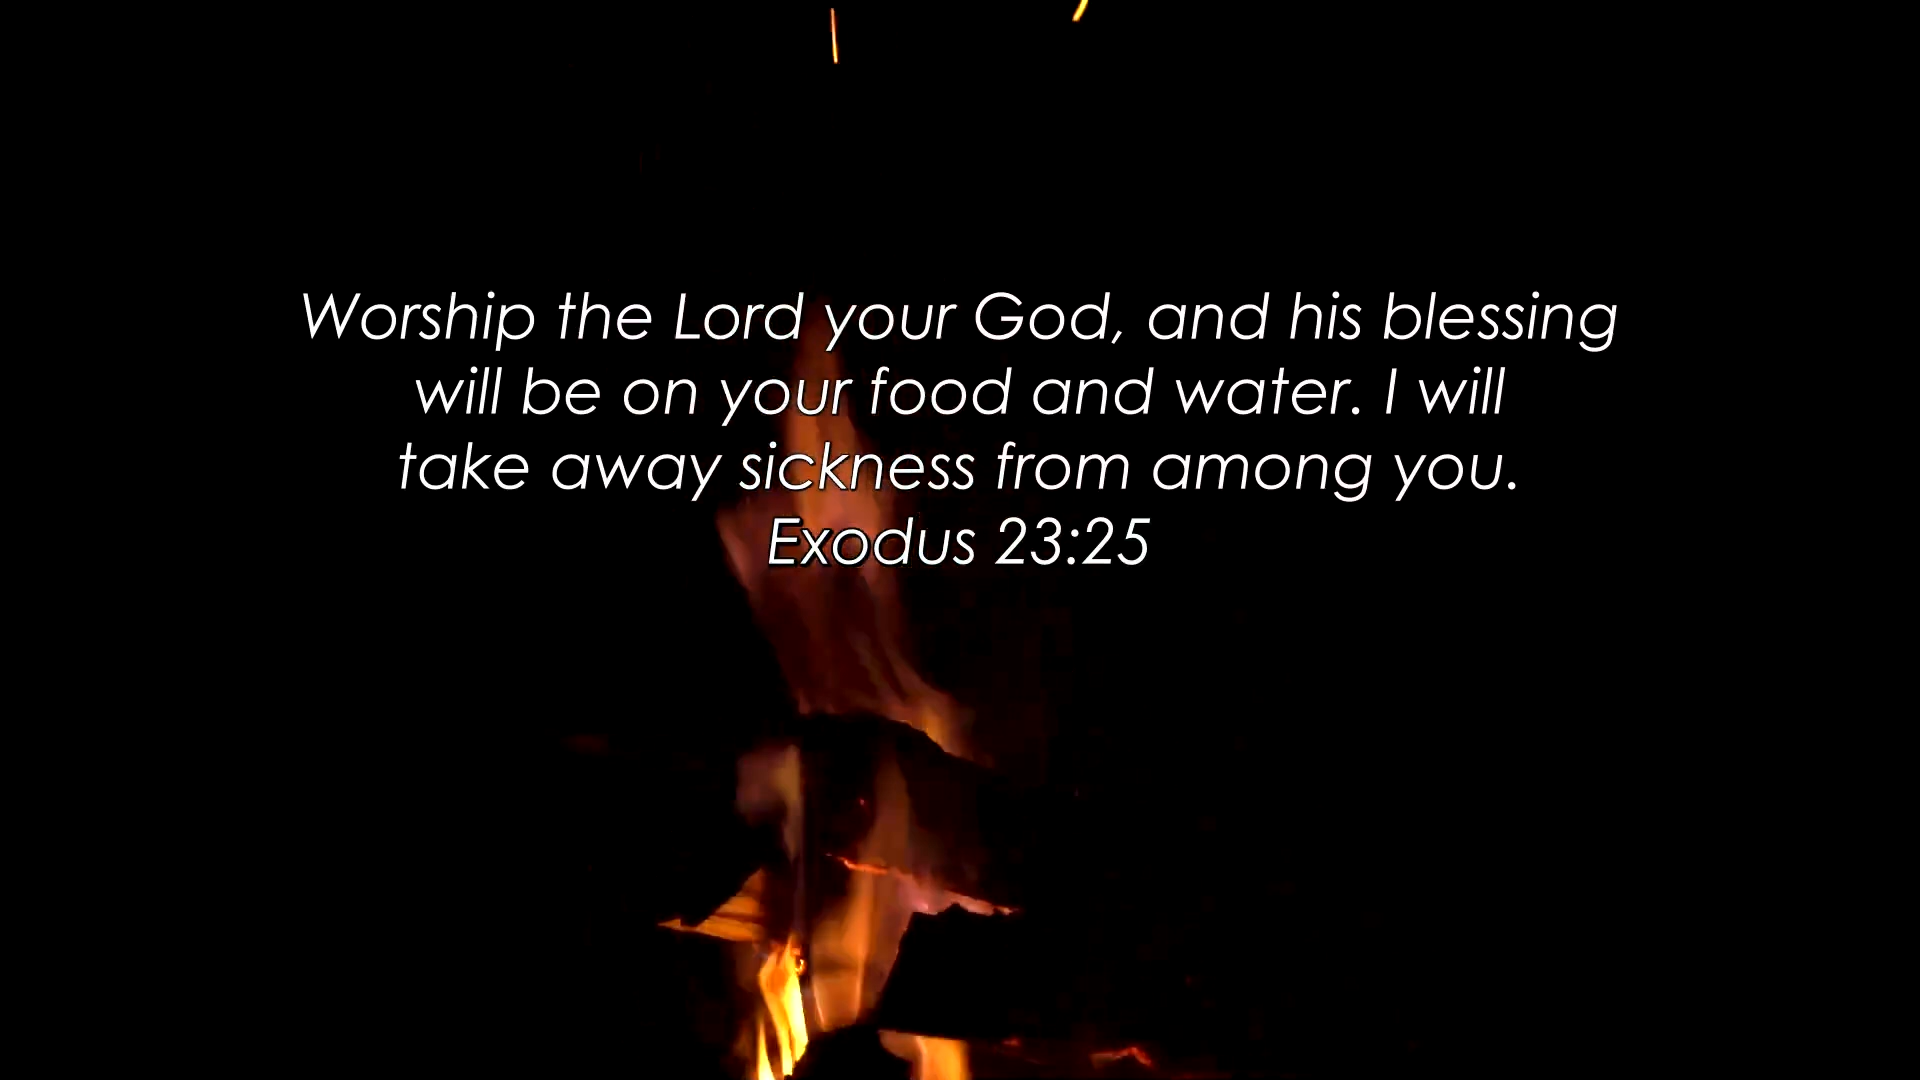 Worship the Lord your God, and his blessing
will be on your food and water. I will
take away sickness from among you.
Exodus 23:25